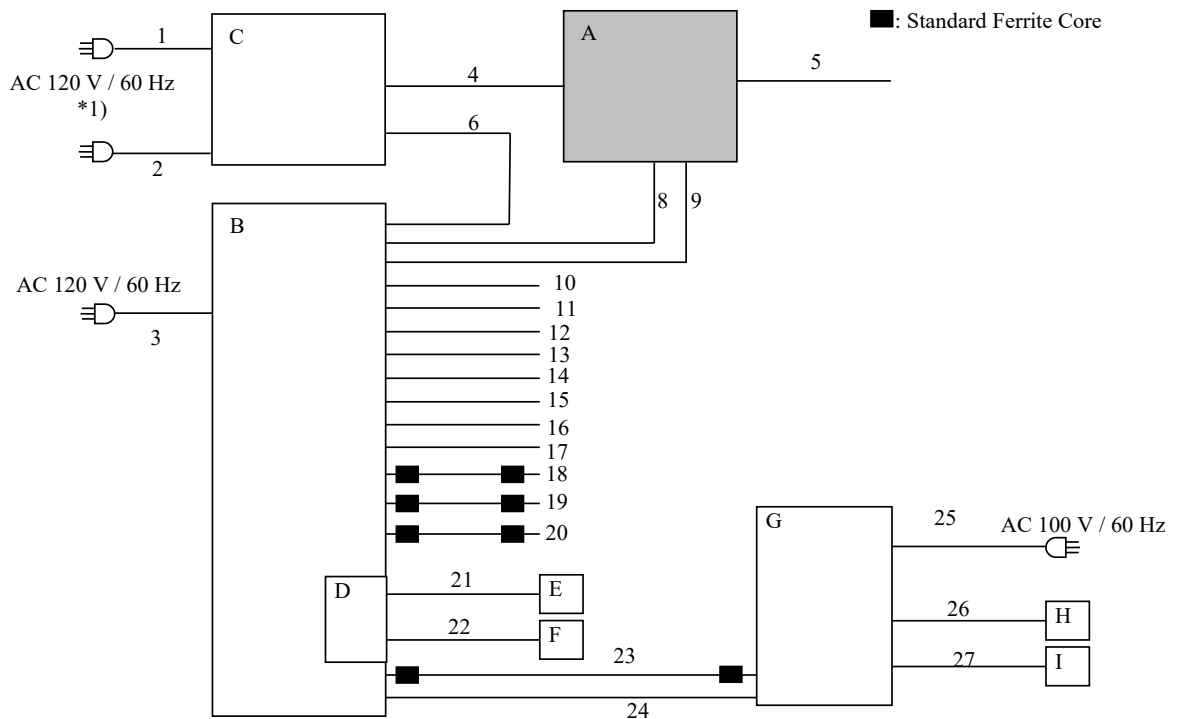 : Standard Ferrite Core
1
C
A
5
4
AC 120 V / 60 Hz
*1)
6
2
8
9
B
AC 120 V / 60 Hz
10
11
3
12
13
14
15
16
17
18
19
20
G
25
AC 100 V / 60 Hz
21
D
E
26
H
22
F
23
27
I
24